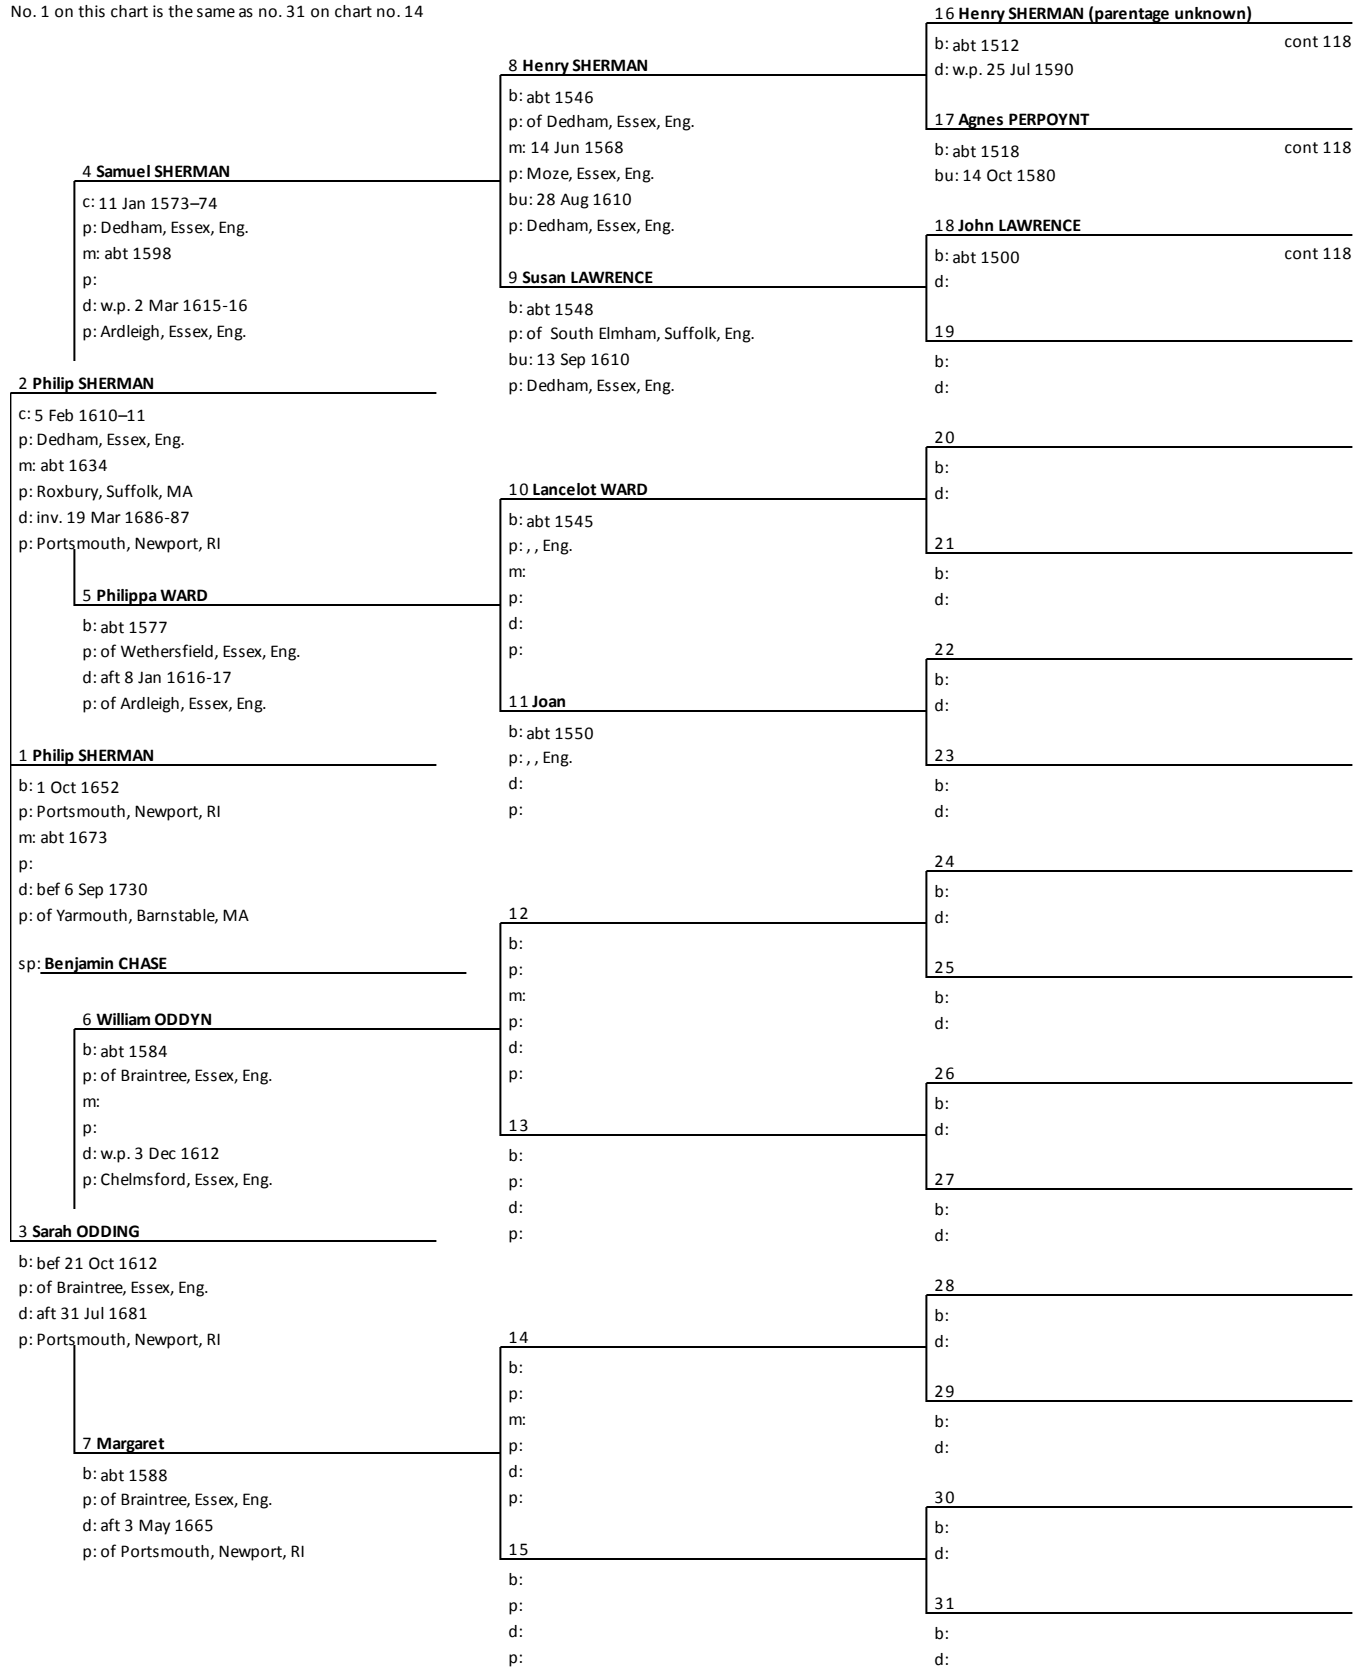 No. 1 on this chart is the same as no. 31 on chart no. 14
16 Henry SHERMAN (parentage unknown)
b: abt 1512 cont 118
d: w.p. 25 Jul 1590
8 Henry SHERMAN
b: abt 1546
p: of Dedham, Essex, Eng.
m: 14 Jun 1568
p: Moze, Essex, Eng.
bu: 28 Aug 1610
p: Dedham, Essex, Eng.
17 Agnes PERPOYNT
b: abt 1518 cont 118
bu: 14 Oct 1580
4 Samuel SHERMAN
c: 11 Jan 1573–74
p: Dedham, Essex, Eng.
m: abt 1598
p:
d: w.p. 2 Mar 1615-16
p: Ardleigh, Essex, Eng.
18 John LAWRENCE
b: abt 1500 cont 118
d:
9 Susan LAWRENCE
b: abt 1548
p: of South Elmham, Suffolk, Eng.
bu: 13 Sep 1610
p: Dedham, Essex, Eng.
19
b:
d:
2 Philip SHERMAN
c: 5 Feb 1610–11
p: Dedham, Essex, Eng.
m: abt 1634
p: Roxbury, Suffolk, MA
d: inv. 19 Mar 1686-87
p: Portsmouth, Newport, RI
20
b:
d:
10 Lancelot WARD
b: abt 1545
p: , , Eng.
m:
p:
d:
p:
21
b:
d:
5 Philippa WARD
b: abt 1577
p: of Wethersfield, Essex, Eng.
d: aft 8 Jan 1616-17
p: of Ardleigh, Essex, Eng.
22
b:
d:
11 Joan
b: abt 1550
p: , , Eng.
d:
p:
23
b:
d:
1 Philip SHERMAN
b: 1 Oct 1652
p: Portsmouth, Newport, RI
m: abt 1673
p:
d: bef 6 Sep 1730
p: of Yarmouth, Barnstable, MA
sp: Benjamin CHASE
24
b:
d:
12
b:
p:
m:
p:
d:
p:
25
b:
d:
6 William ODDYN
b: abt 1584
p: of Braintree, Essex, Eng.
m:
p:
d: w.p. 3 Dec 1612
p: Chelmsford, Essex, Eng.
26
b:
d:
13
b:
p:
d:
p:
27
b:
d:
3 Sarah ODDING
b: bef 21 Oct 1612
p: of Braintree, Essex, Eng.
d: aft 31 Jul 1681
p: Portsmouth, Newport, RI
28
b:
d:
14
b:
p:
m:
p:
d:
p:
29
b:
d:
7 Margaret
b: abt 1588
p: of Braintree, Essex, Eng.
d: aft 3 May 1665
p: of Portsmouth, Newport, RI
30
b:
d:
15
b:
p:
d:
p:
31
b:
d: